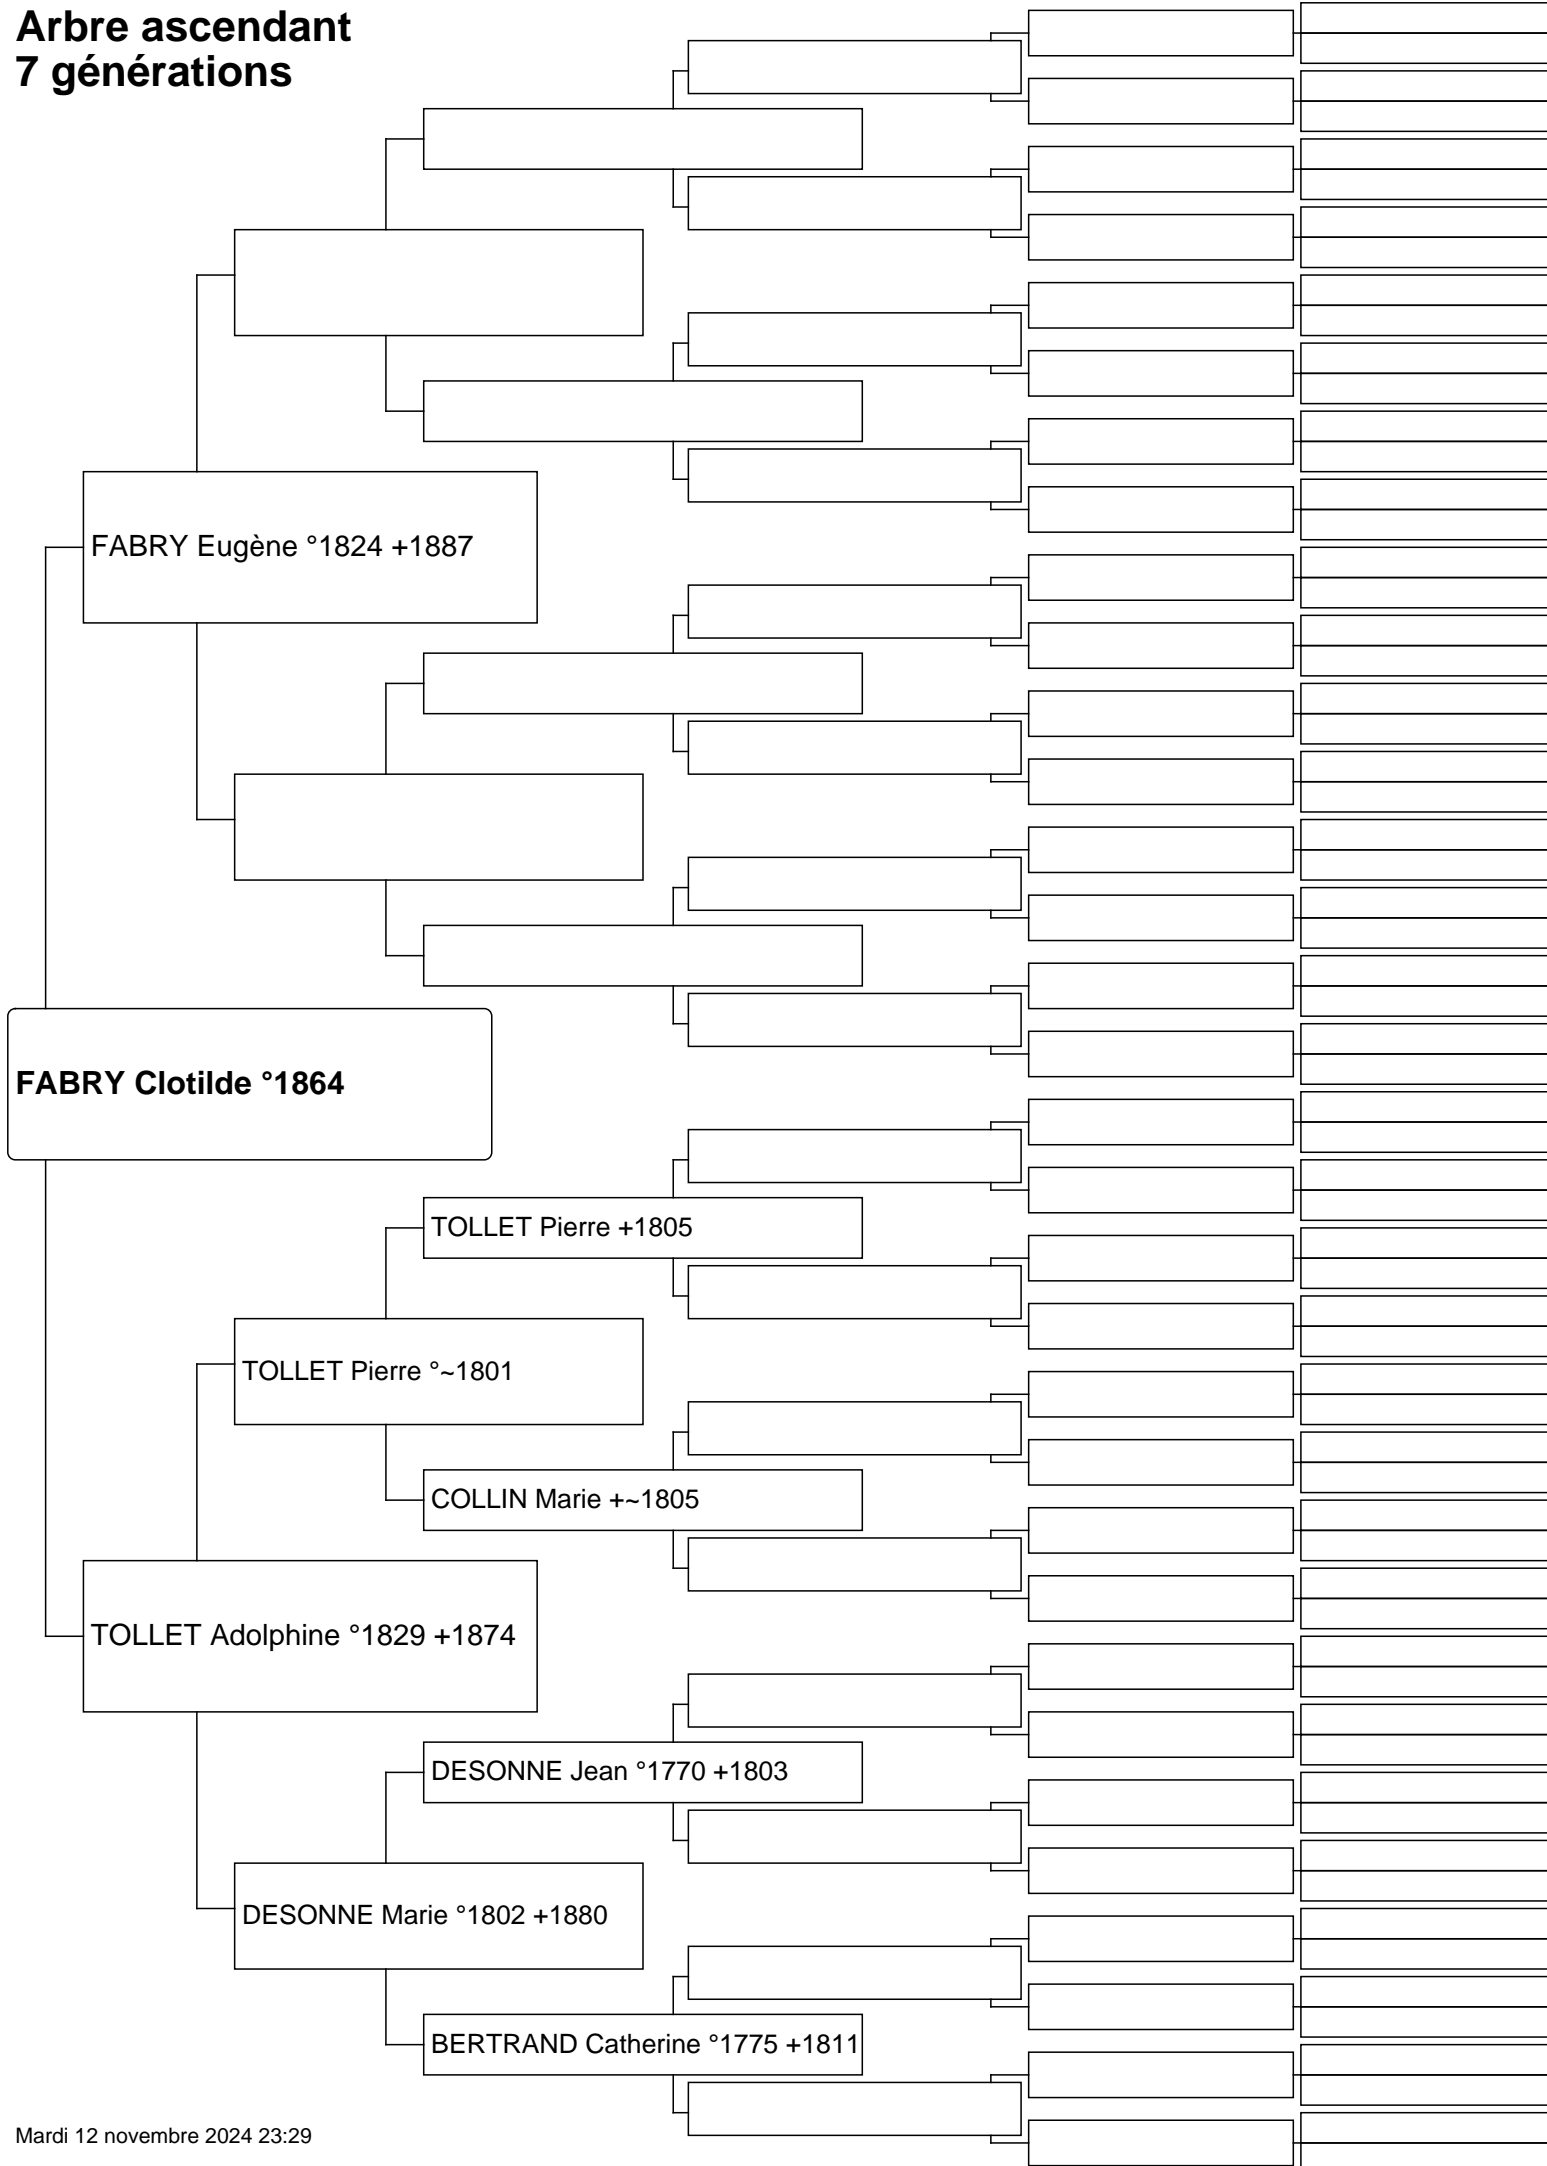 Arbre ascendant
7 générations
FABRY Eugène °1824 +1887
FABRY Clotilde °1864
TOLLET Pierre +1805
TOLLET Pierre °~1801
COLLIN Marie +~1805
TOLLET Adolphine °1829 +1874
DESONNE Jean °1770 +1803
DESONNE Marie °1802 +1880
BERTRAND Catherine °1775 +1811
Mardi 12 novembre 2024 23:29